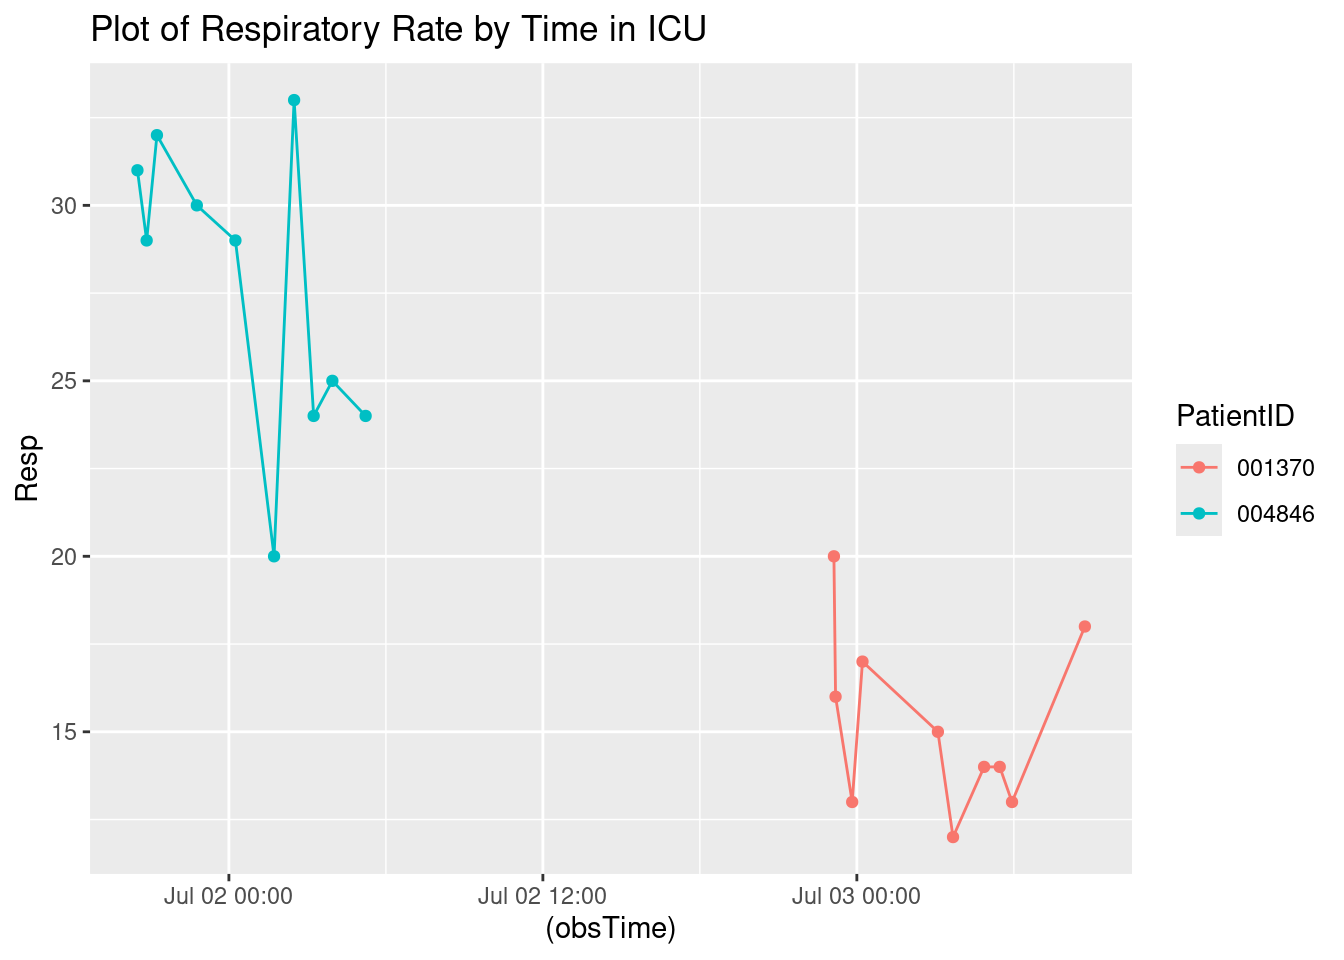 Plot of Respiratory Rate by Time in ICU
30
25
20
15
Resp
Jul 02 00:00
Jul 02 12:00
Jul 03 00:00
(obsTime)
PatientID
001370
004846